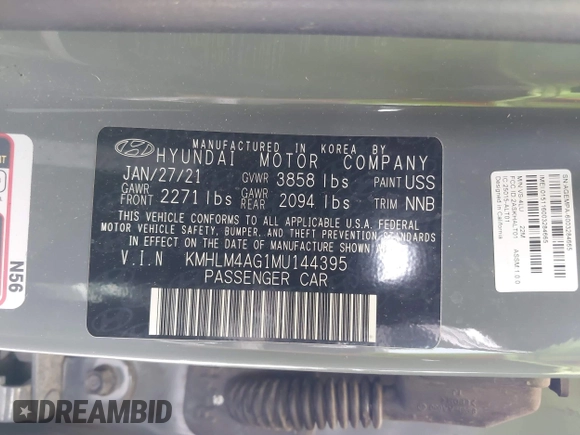 MANUFACTURED IN KOREA BY
HYUNDAI MOTOR COMPANY
JAN/27/21 GVWR 3858 lbs PAINT USS
GAWR FRONT 2271 lbs GAWR REAR 2094 lbs TRIM NNB
THIS VEHICLE CONFORMS TO ALL APPLICABLE U.S.A. FEDERAL
MOTOR VEHICLE SAFETY, BUMPER, AND THEFT PREVENTION STANDARDS
IN EFFECT ON THE DATE OF MANUFACTURE SHOWN ABOVE.
V.I.N KMHLM4AG1MU144395
PASSENGER CAR
N56
Designed in California
DREAMBID